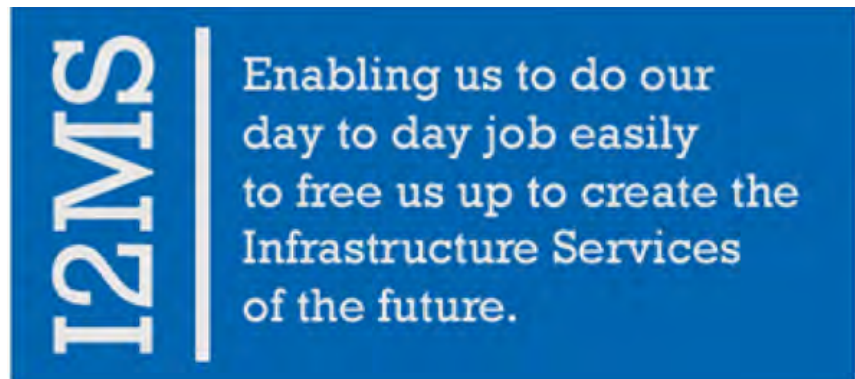 I2MS
Enabling us to do our
day to day job easily
to free us up to create the
Infrastructure Services
of the future.